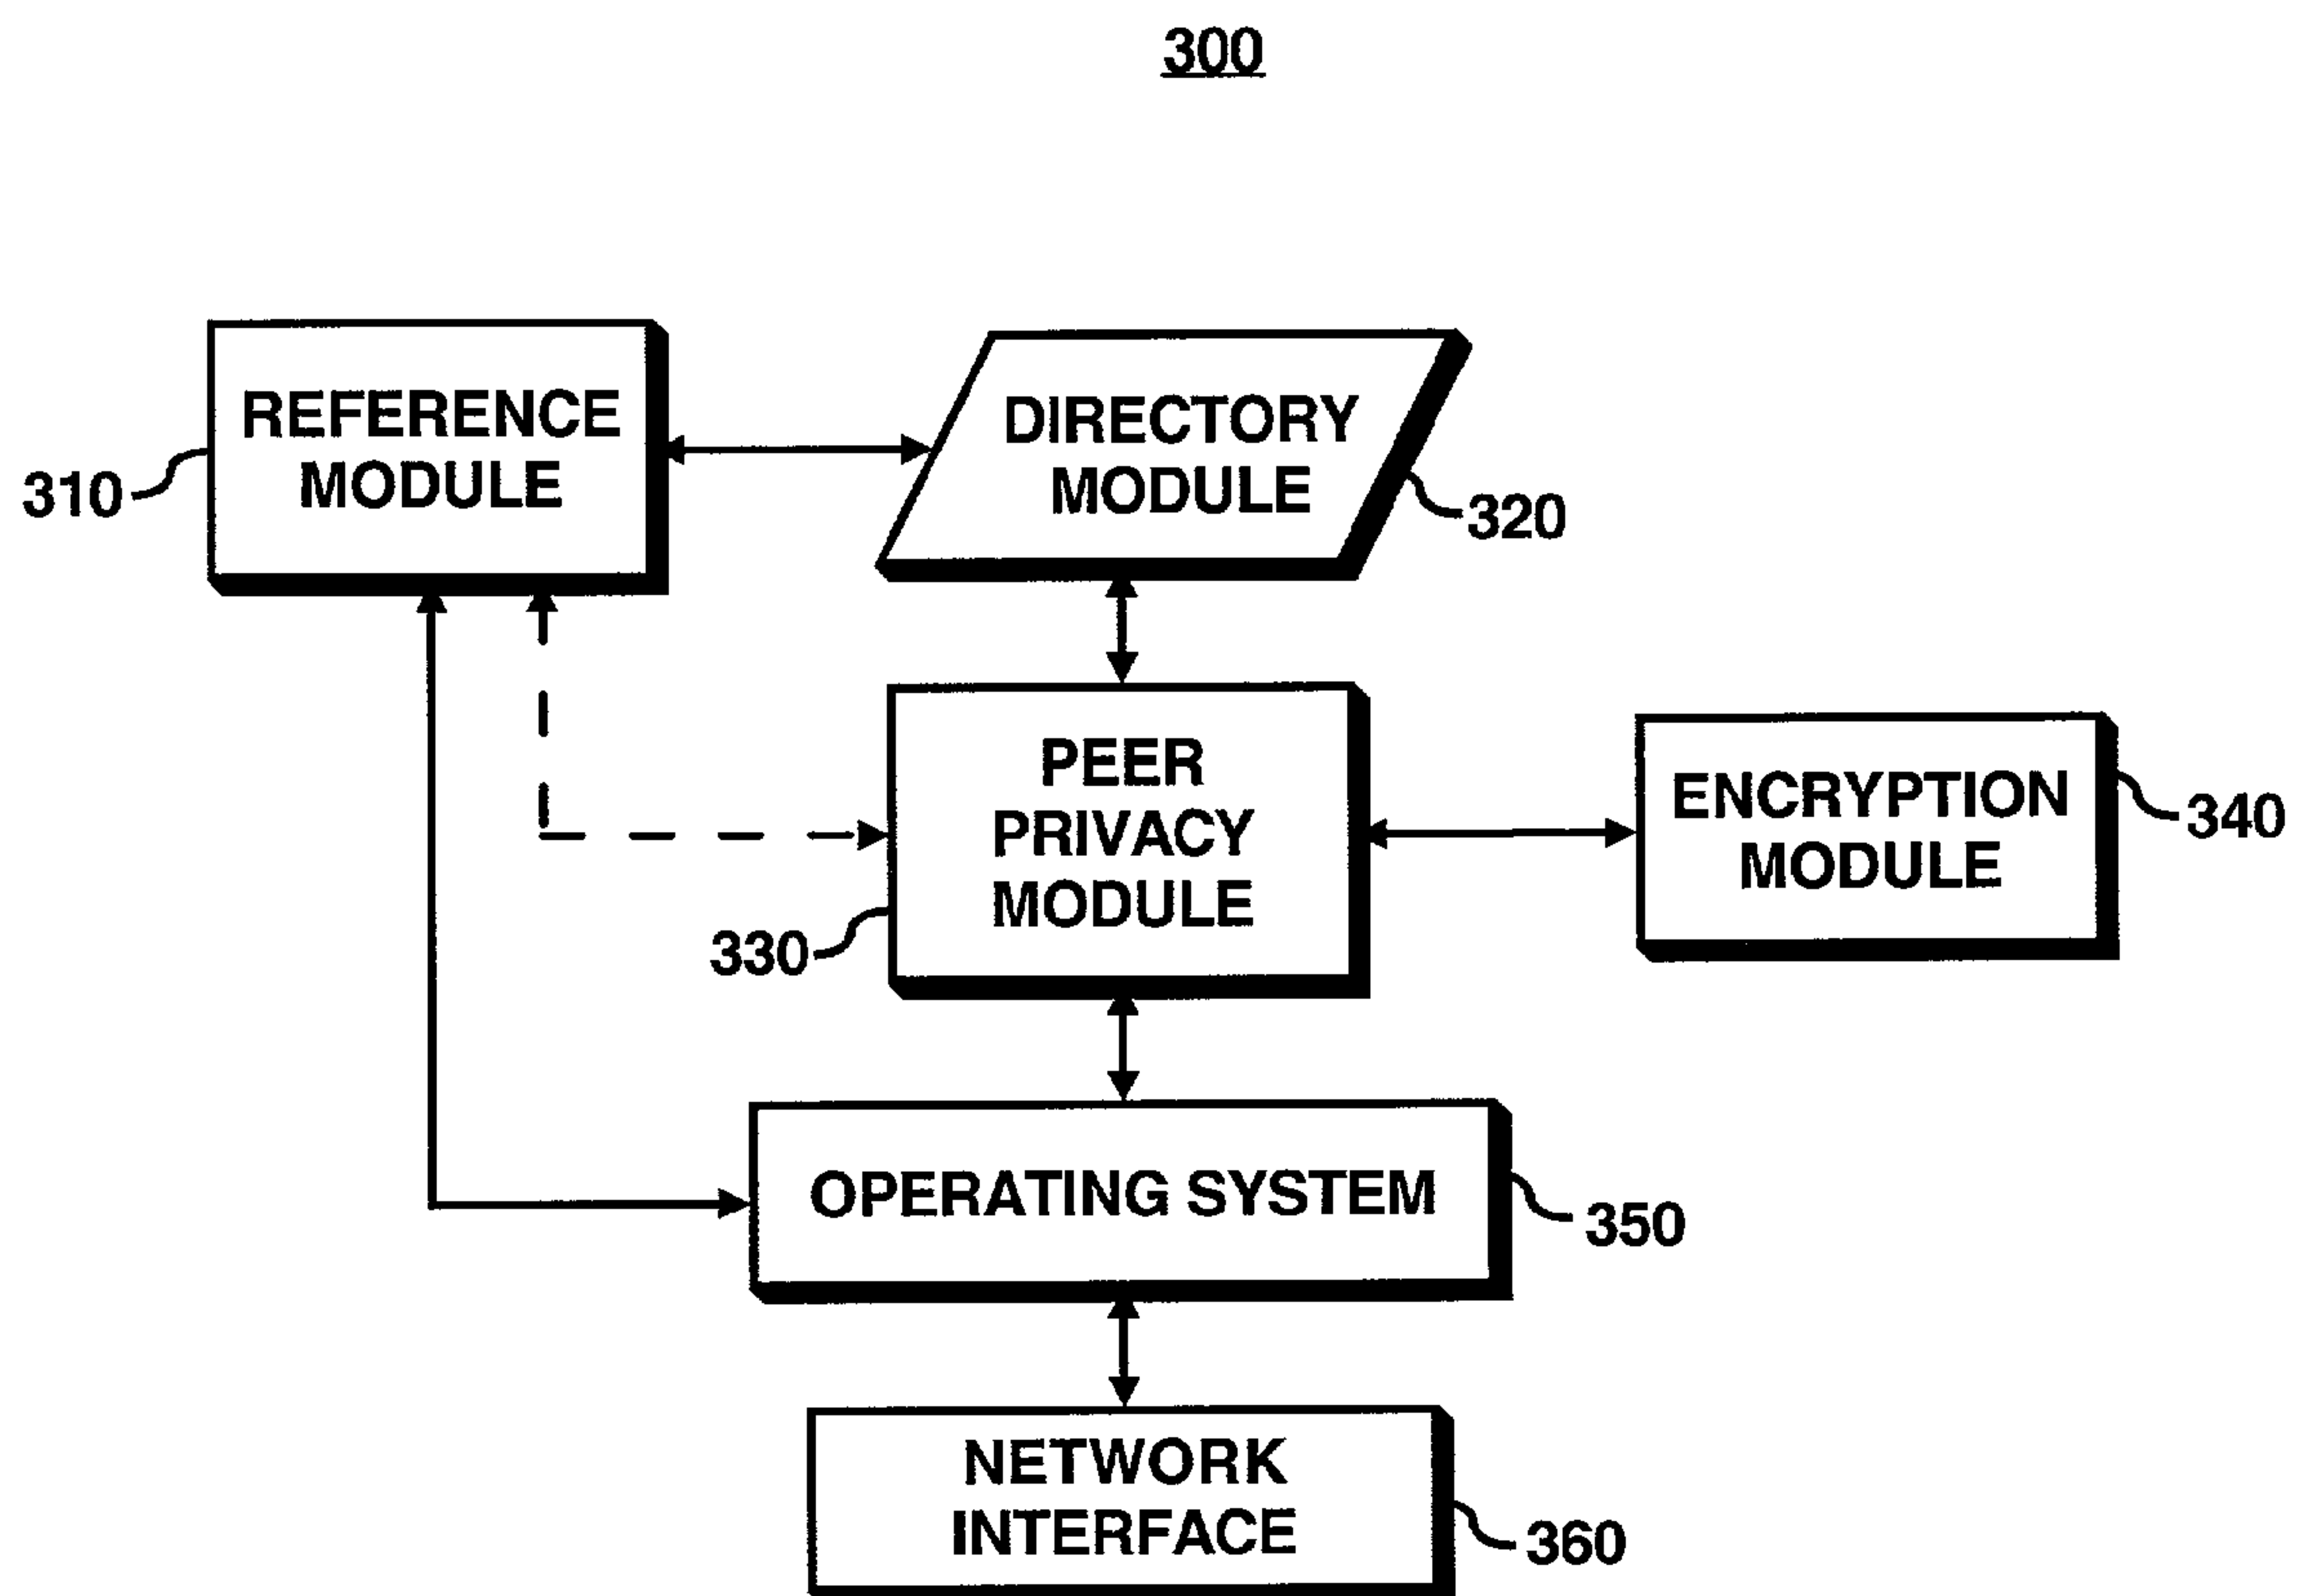 300
REFERENCE
MODULE
310
DIRECTORY
MODULE
320
PEER
PRIVACY
MODULE
330
ENCRYPTION
MODULE
340
OPERATING SYSTEM
350
NETWORK
INTERFACE
360